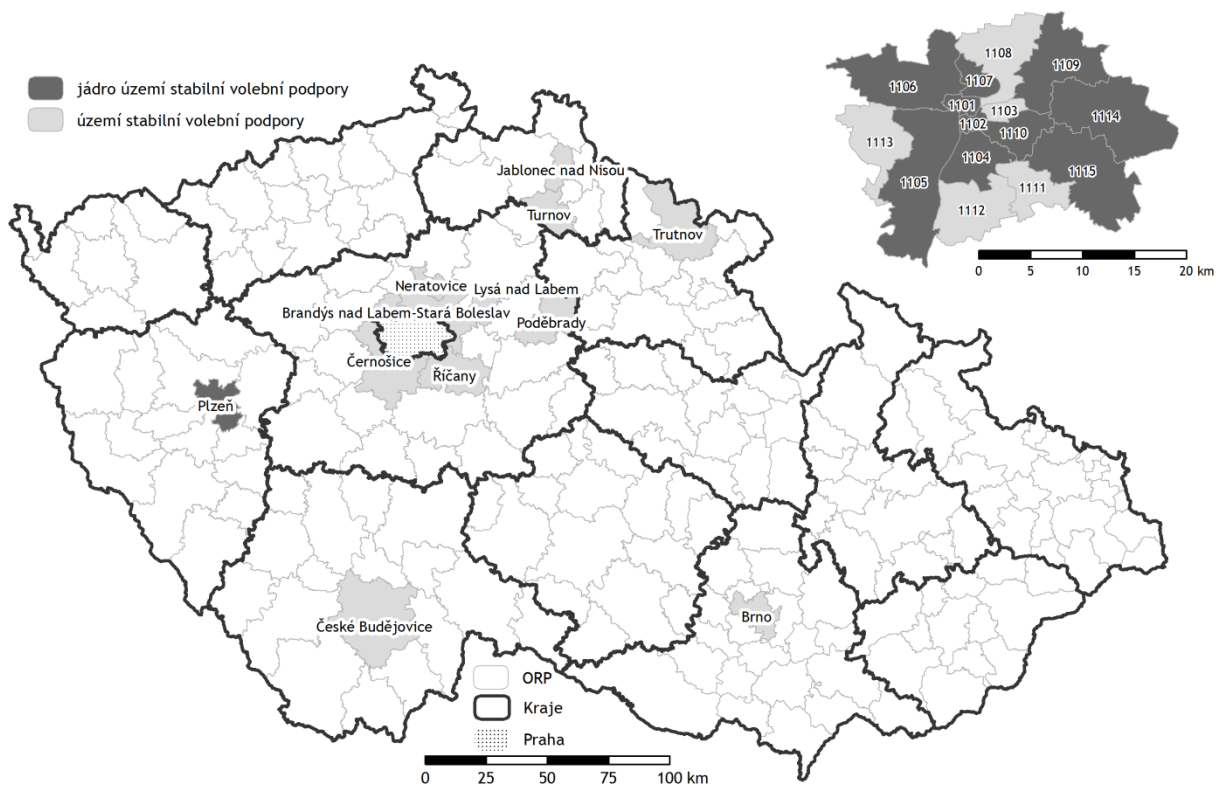 jádro území stabilní volební podpory
území stabilní volební podpory
1108
1109
1107
1106
1101
1103
1114
1102
1110
1113
1104
1115
1105
1111
1112
0 5 10 15 20 km
Jablonec nad Nisou
Turnov
Trutnov
Neratovice
Lysá nad Labem
Brandýs nad Labem-Stará Boleslav
Poděbrady
Černošice
Říčany
Plzeň
České Budějovice
Brno
ORP
Kraje
Praha
0 25 50 75 100 km